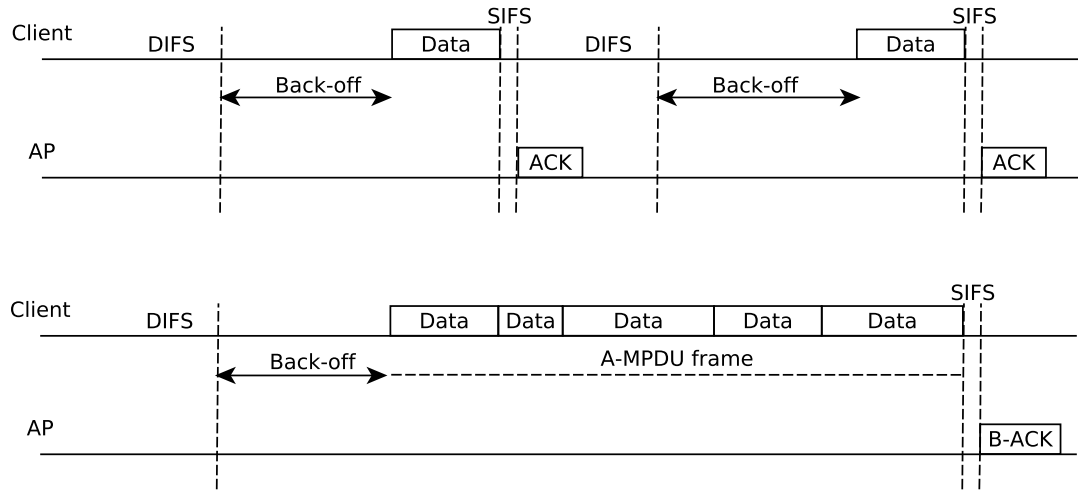 SIFS SIFS
Client DIFS Data DIFS Data
Back-off Back-off
AP ACK ACK
SIFS
Client DIFS Data Data Data Data Data
Back-off A-MPDU frame
AP B-ACK